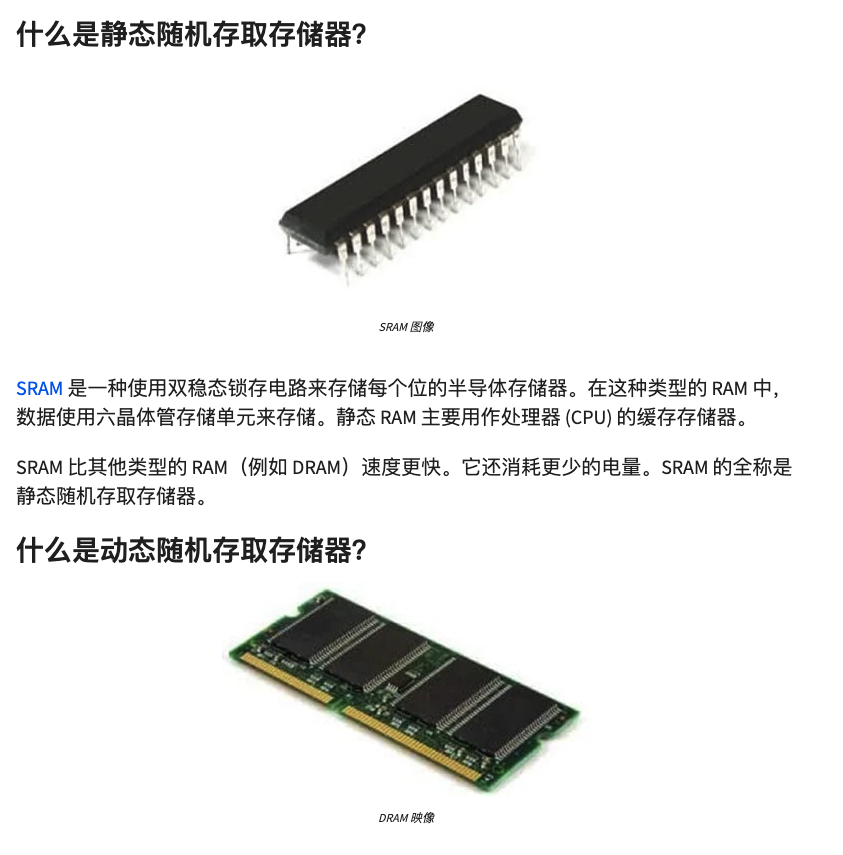 什么是静态随机存取存储器？
SRAM 图像
SRAM 是一种使用双稳态锁存电路来存储每个位的半导体存储器。在这种类型的 RAM 中，
数据使用六晶体管存储单元来存储。静态 RAM 主要用作处理器 (CPU) 的缓存存储器。
SRAM 比其他类型的 RAM（例如 DRAM）速度更快。它还消耗更少的电量。SRAM 的全称是
静态随机存取存储器。
什么是动态随机存取存储器？
DRAM 映像